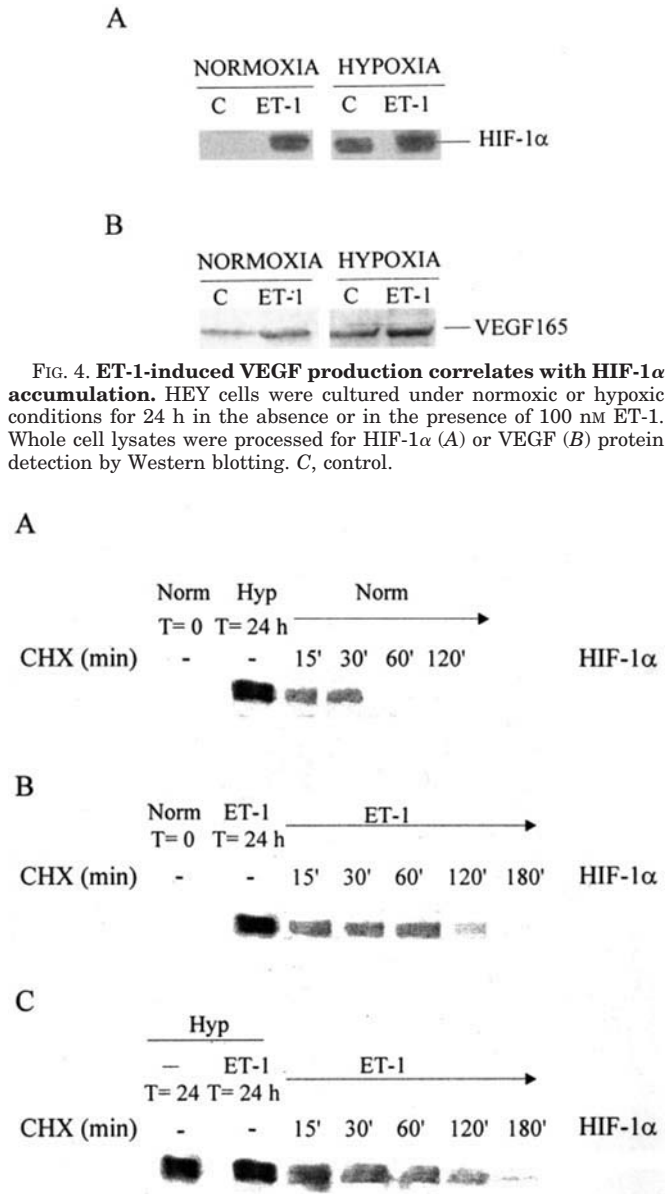 A
NORMOXIA HYPOXIA
C ET-1 C ET-1
HIF-1α
B
NORMOXIA HYPOXIA
C ET-1 C ET-1
VEGF165
FIG. 4. ET-1-induced VEGF production correlates with HIF-1α
accumulation. HEY cells were cultured under normoxic or hypoxic
conditions for 24 h in the absence or in the presence of 100 nM ET-1.
Whole cell lysates were processed for HIF-1α (A) or VEGF (B) protein
detection by Western blotting. C, control.
A
Norm Hyp Norm
T= 0 T= 24 h
CHX (min) - - 15' 30' 60' 120' HIF-1α
B
Norm ET-1 ET-1
T= 0 T= 24 h
CHX (min) - - 15' 30' 60' 120' 180' HIF-1α
C
Hyp
– ET-1 ET-1
T= 24 T= 24 h
CHX (min) - - 15' 30' 60' 120' 180' HIF-1α